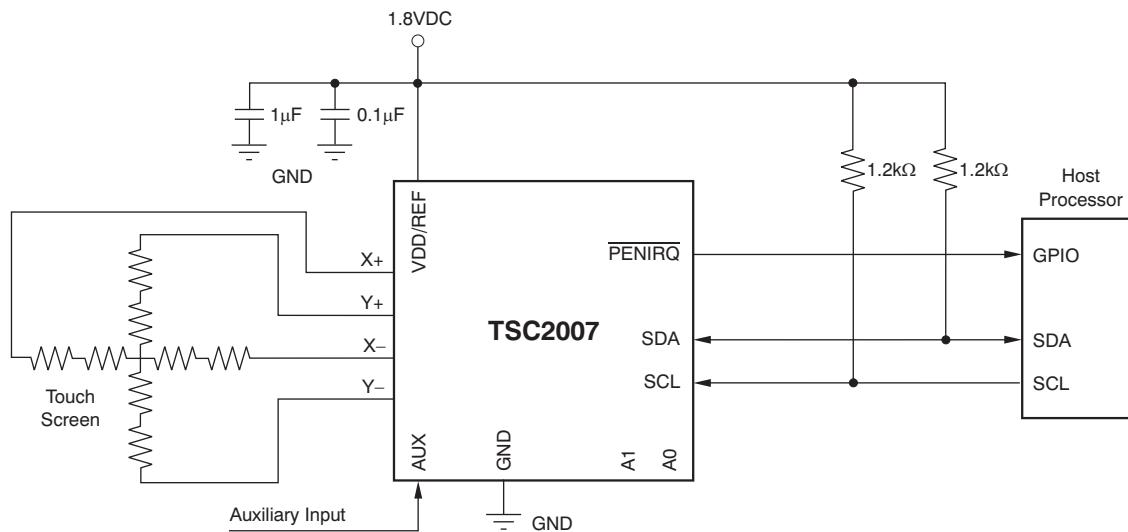 1.8VDC
1μF
0.1μF
GND
1.2kΩ
1.2kΩ
Host
Processor
VDD/REF
PENIRQ
GPIO
X+
Y+
TSC2007
X−
SDA
SDA
Y−
SCL
SCL
Touch
Screen
AUX
GND
A1
A0
Auxiliary Input
GND